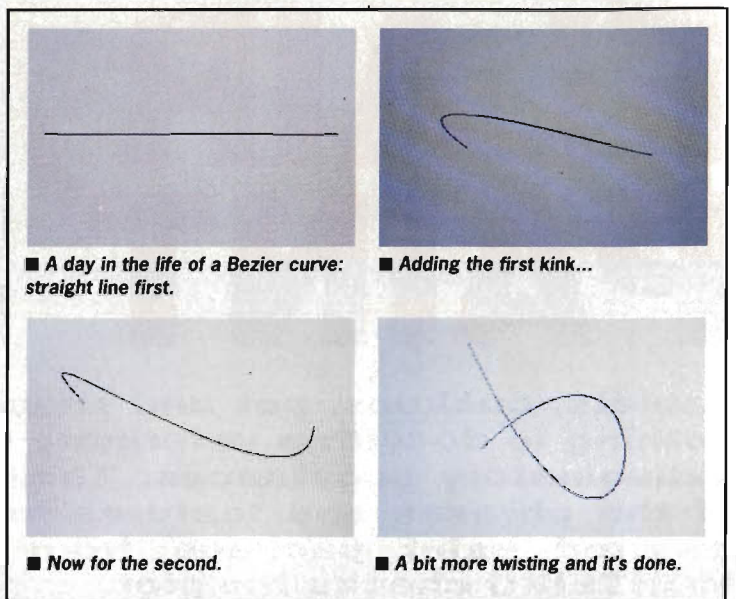 ■ A day in the life of a Bezier curve:
straight line first.
■ Adding the first kink...
■ Now for the second.
■ A bit more twisting and it's done.